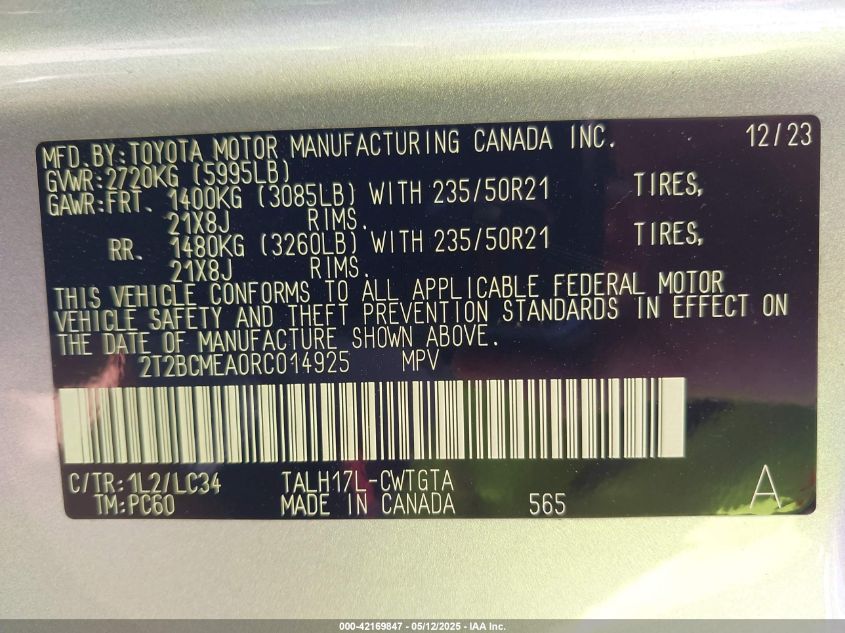 MFD. BY: TOYOTA MOTOR MANUFACTURING CANADA INC. 12/23
GVWR: 2720KG (5995LB)
GAWR: FRT. 1400KG (3085LB) WITH 235/50R21 TIRES,
21X8J RIMS.
RR. 1480KG (3260LB) WITH 235/50R21 TIRES,
21X8J RIMS.
THIS VEHICLE CONFORMS TO ALL APPLICABLE FEDERAL MOTOR
VEHICLE SAFETY AND THEFT PREVENTION STANDARDS IN EFFECT ON
THE DATE OF MANUFACTURE SHOWN ABOVE.
2T2BCMEA0RC014925 MPV
C/TR: 1L2/LC34 TALH17L-CWTGTA
TM: PC60 MADE IN CANADA 565 A
000-42169847 - 05/12/2025 - IAA Inc.